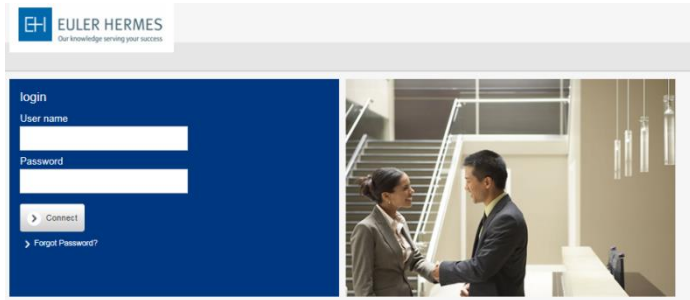 EH EULER HERMES
Our knowledge serving your success
login
User name
Password
Connect
Forgot Password?